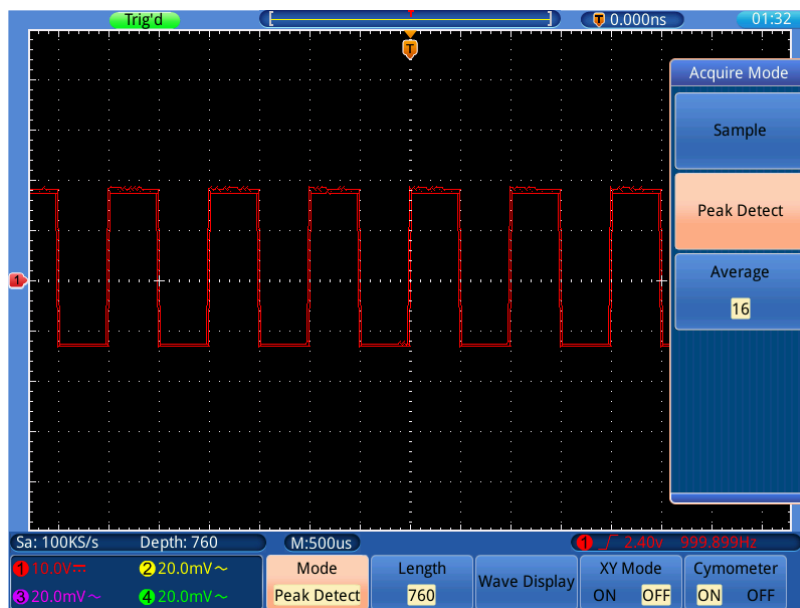 Trig'd
[ ]
T
T 0.000ns
01:32
T
Acquire Mode
Sample
Peak Detect
Average
16
1
Sa: 100KS/s Depth: 760 M:500us 1 2.40v 999.899Hz
1 10.0V 2 20.0mV～
3 20.0mV～ 4 20.0mV～
Mode
Peak Detect
Length
760
Wave Display
XY Mode
ON OFF
Cymometer
ON OFF